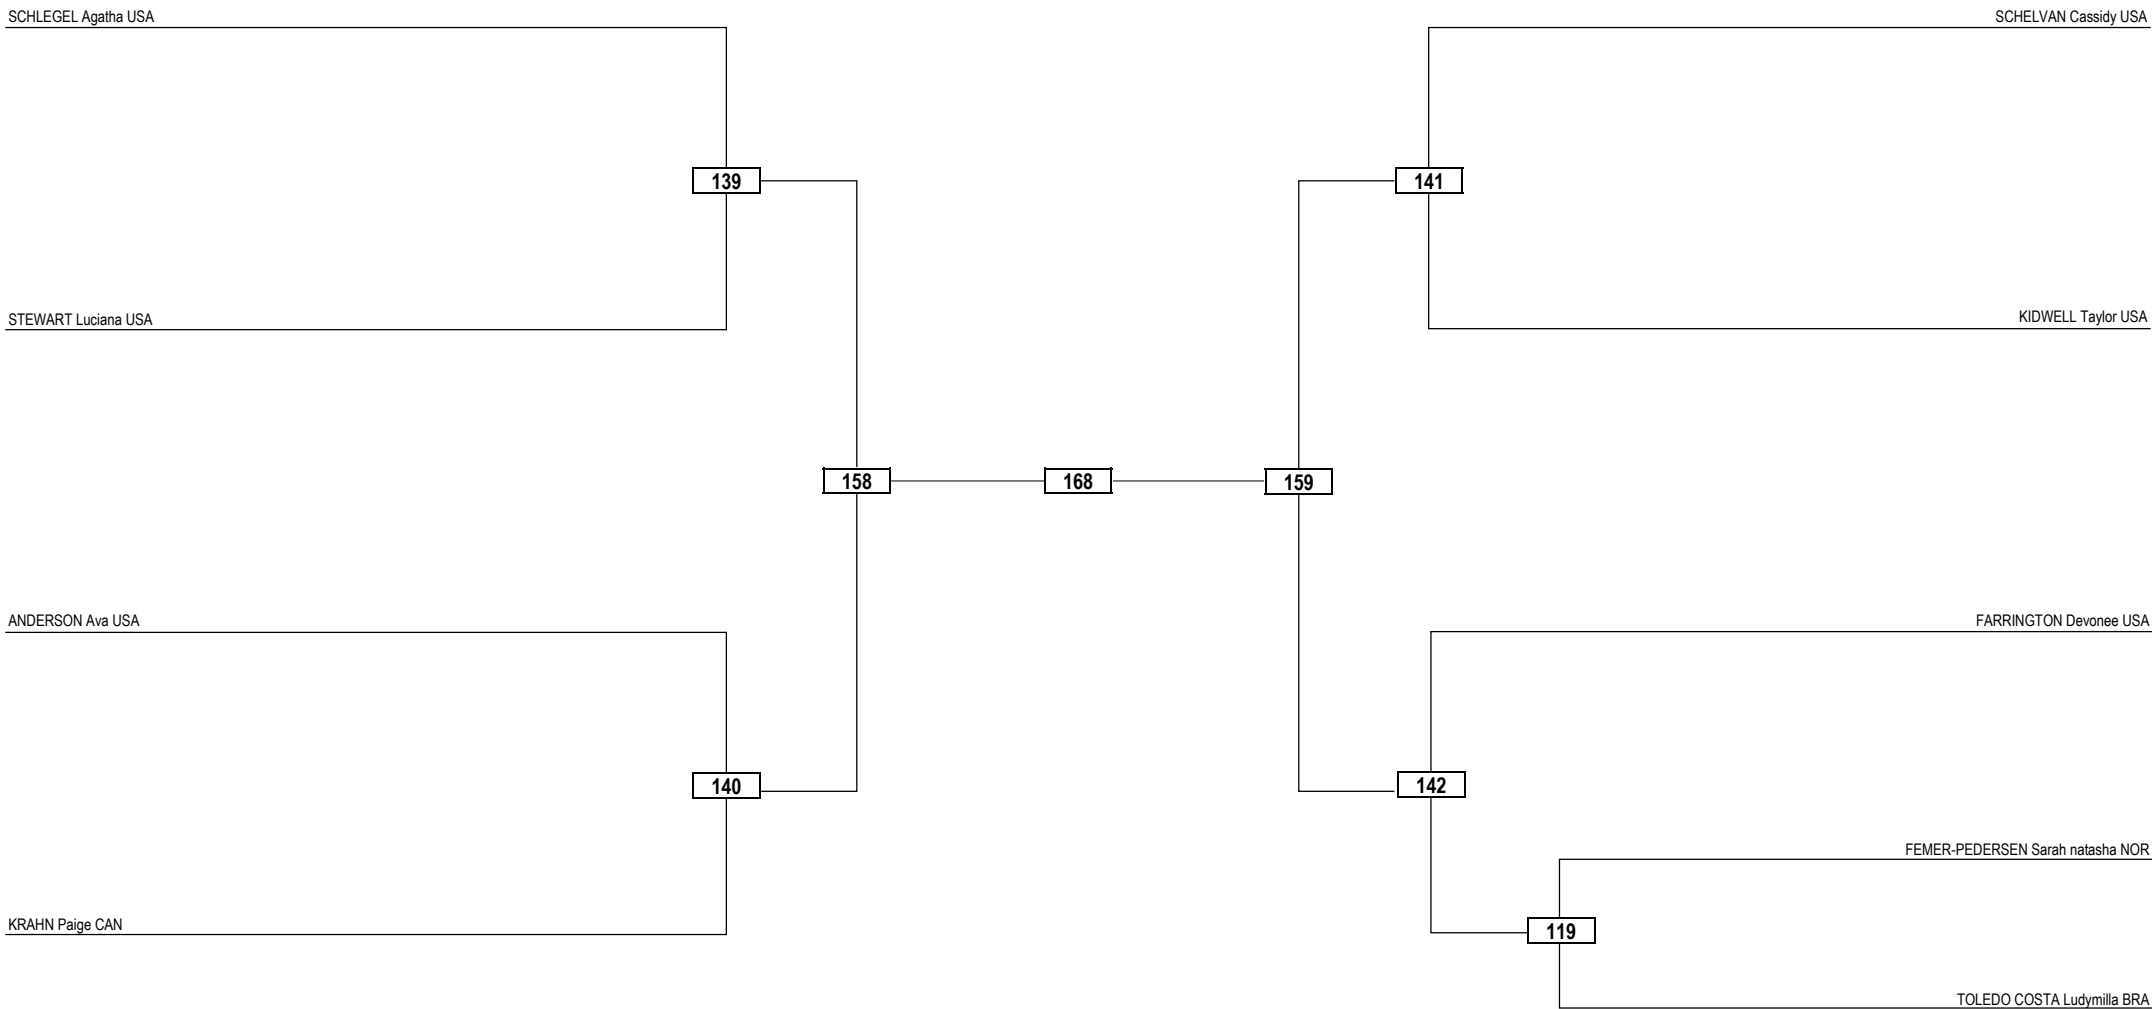 SCHLEGEL Agatha USA
SCHELVAN Cassidy USA
139
141
STEWART Luciana USA
KIDWELL Taylor USA
158
168
159
ANDERSON Ava USA
FARRINGTON Devonee USA
140
142
FEMER-PEDERSEN Sarah natasha NOR
KRAHN Paige CAN
119
TOLEDO COSTA Ludymilla BRA